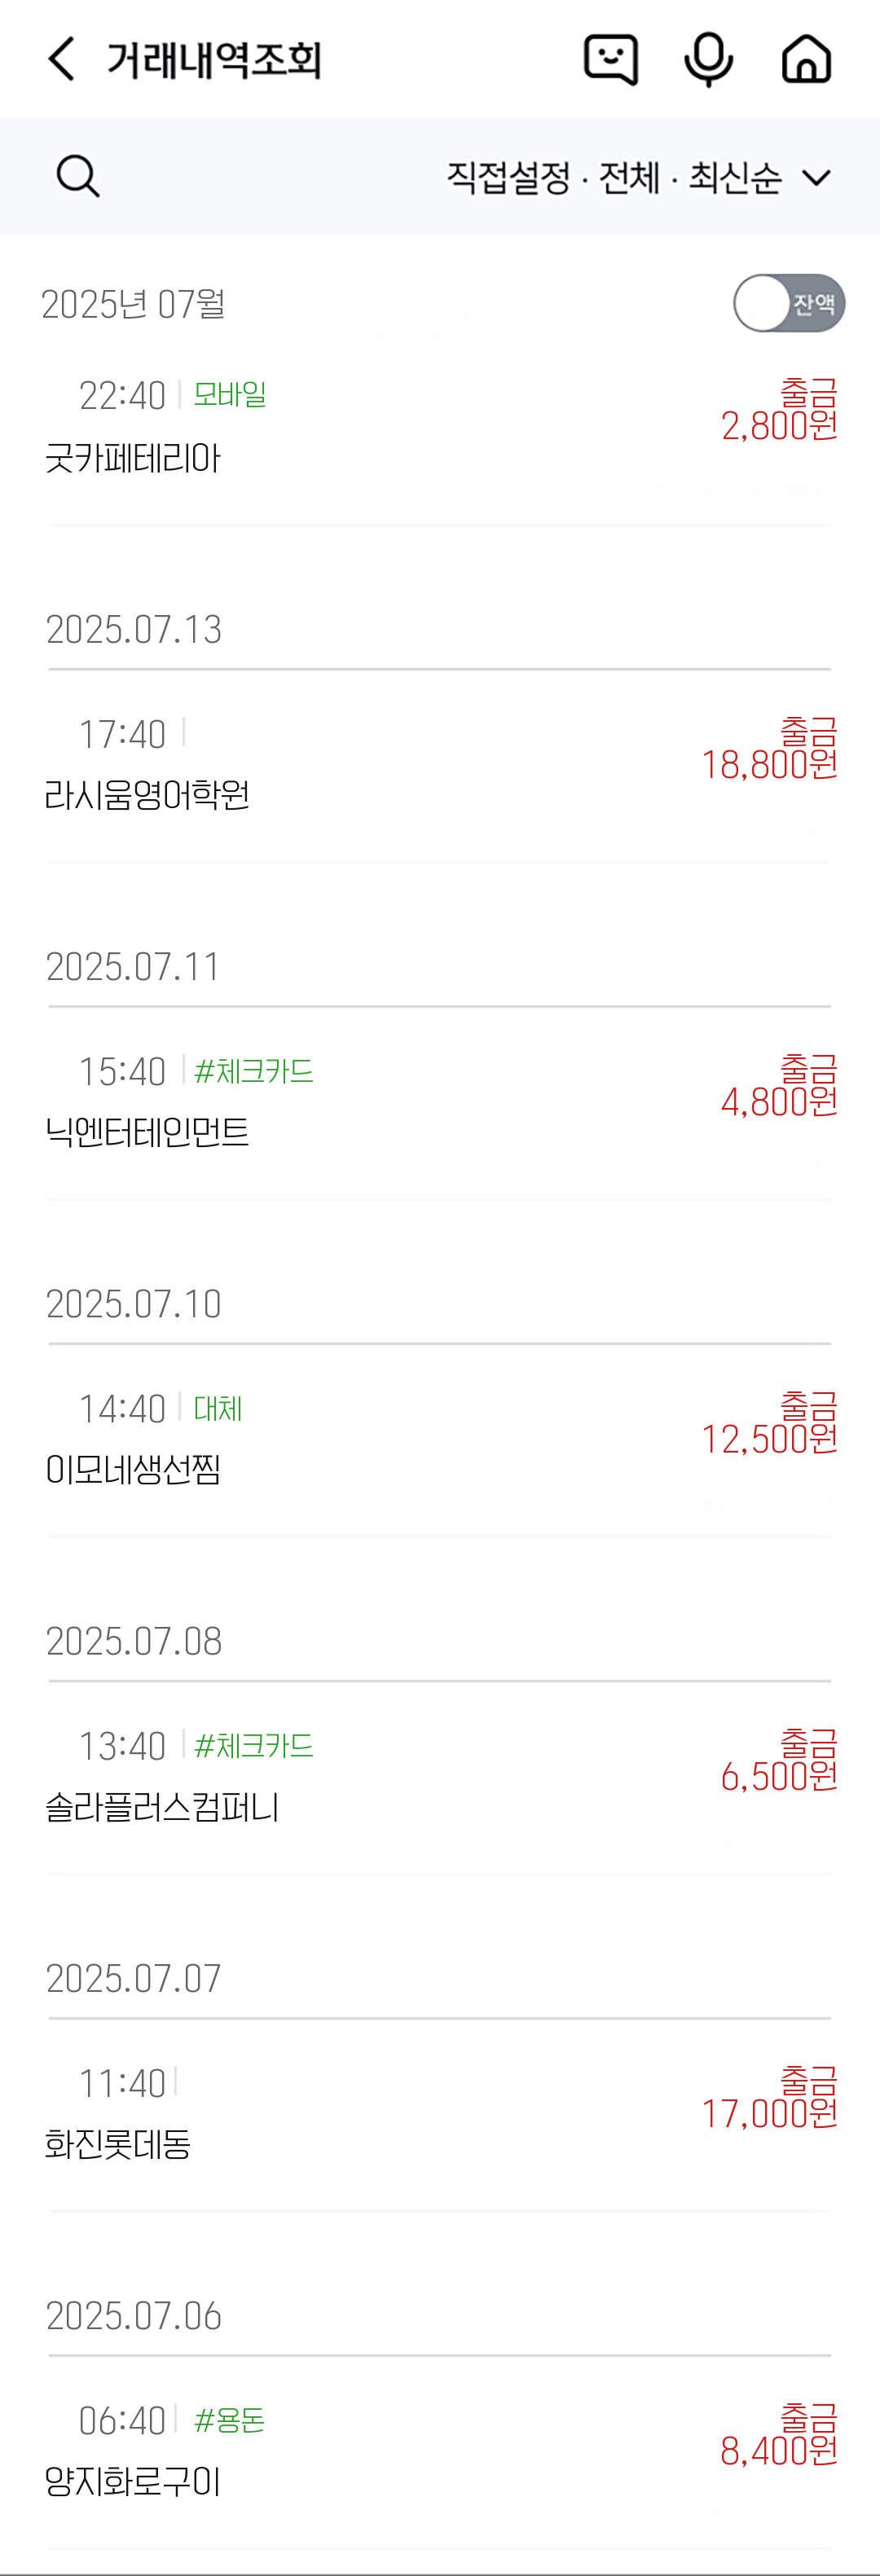 거래내역조회
직접설정 · 전체 · 최신순
2025년 07월
잔액
22:40 모바일
출금
2,800원
굿카페테리아
2025.07.13
17:40
출금
18,800원
라시움영어학원
2025.07.11
15:40 #체크카드
출금
4,800원
닉엔터테인먼트
2025.07.10
14:40 대체
출금
12,500원
이모네생선찜
2025.07.08
13:40 #체크카드
출금
6,500원
솔라플러스컴퍼니
2025.07.07
11:40
출금
17,000원
화진롯데동
2025.07.06
06:40 #용돈
출금
8,400원
양지화로구이